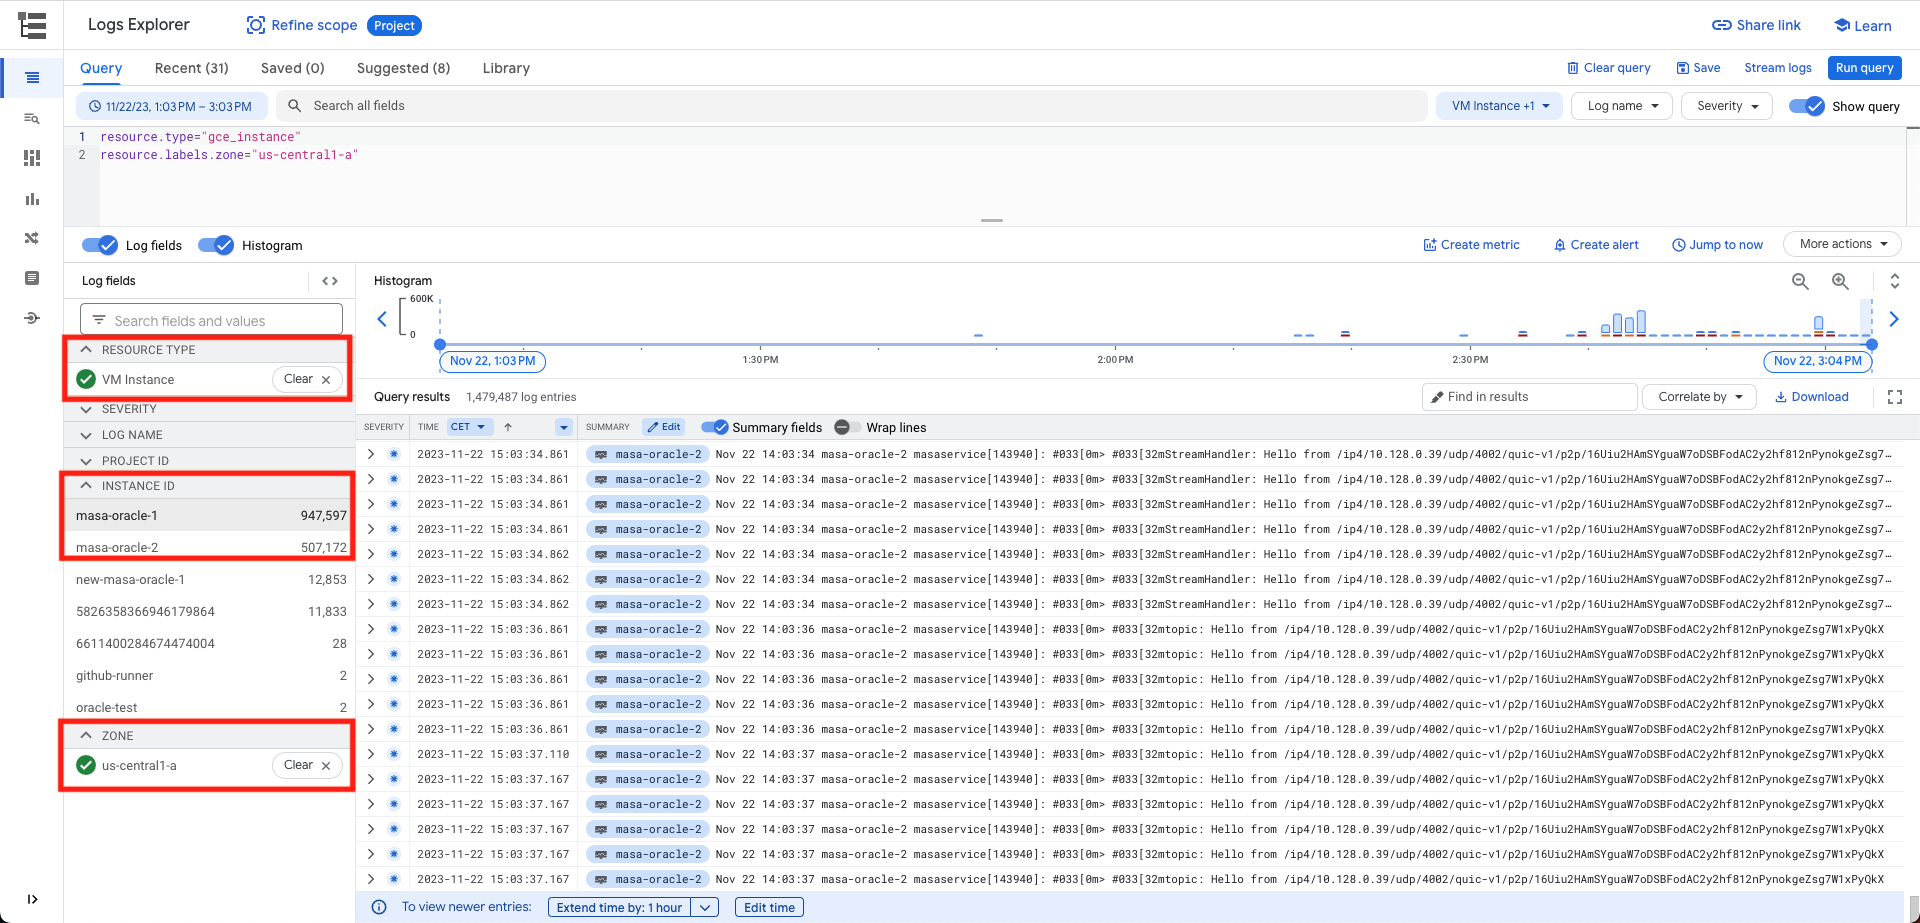 Logs Explorer
Refine scope
Project
Share link
Learn
Query
Recent (31)
Saved (0)
Suggested (8)
Library
Clear query
Save
Stream logs
Run query
11/22/23, 1:03 PM – 3:03 PM
Search all fields
VM Instance +1
Log name
Severity
Show query
1 resource.type="gce_instance"
2 resource.labels.zone="us-central1-a"
Log fields
Histogram
Create metric
Create alert
Jump to now
More actions
Log fields
Search fields and values
RESOURCE TYPE
VM Instance
Clear
SEVERITY
LOG NAME
PROJECT ID
INSTANCE ID
masa-oracle-1 947,597
masa-oracle-2 507,172
new-masa-oracle-1 12,853
5826358366946179864 11,833
6611400284674474004 28
github-runner 2
oracle-test 2
ZONE
us-central1-a
Clear
Histogram
600K
0
Nov 22, 1:03 PM
1:30 PM
2:00 PM
2:30 PM
Nov 22, 3:04 PM
Query results 1,479,487 log entries
Find in results
Correlate by
Download
SEVERITY TIME CET SUMMARY Edit Summary fields Wrap lines
2023-11-22 15:03:34.861 masa-oracle-2 Nov 22 14:03:34 masa-oracle-2 masaservice[143940]: #033[0m> #033[32mStreamHandler: Hello from /ip4/10.128.0.39/udp/4002/quic-v1/p2p/16Uiu2HAmSYguaW7oDSBFodAC2y2hf812nPynokgeZsg7…
2023-11-22 15:03:34.861 masa-oracle-2 Nov 22 14:03:34 masa-oracle-2 masaservice[143940]: #033[0m> #033[32mStreamHandler: Hello from /ip4/10.128.0.39/udp/4002/quic-v1/p2p/16Uiu2HAmSYguaW7oDSBFodAC2y2hf812nPynokgeZsg7…
2023-11-22 15:03:34.861 masa-oracle-2 Nov 22 14:03:34 masa-oracle-2 masaservice[143940]: #033[0m> #033[32mStreamHandler: Hello from /ip4/10.128.0.39/udp/4002/quic-v1/p2p/16Uiu2HAmSYguaW7oDSBFodAC2y2hf812nPynokgeZsg7…
2023-11-22 15:03:34.861 masa-oracle-2 Nov 22 14:03:34 masa-oracle-2 masaservice[143940]: #033[0m> #033[32mStreamHandler: Hello from /ip4/10.128.0.39/udp/4002/quic-v1/p2p/16Uiu2HAmSYguaW7oDSBFodAC2y2hf812nPynokgeZsg7…
2023-11-22 15:03:34.862 masa-oracle-2 Nov 22 14:03:34 masa-oracle-2 masaservice[143940]: #033[0m> #033[32mStreamHandler: Hello from /ip4/10.128.0.39/udp/4002/quic-v1/p2p/16Uiu2HAmSYguaW7oDSBFodAC2y2hf812nPynokgeZsg7…
2023-11-22 15:03:34.862 masa-oracle-2 Nov 22 14:03:34 masa-oracle-2 masaservice[143940]: #033[0m> #033[32mStreamHandler: Hello from /ip4/10.128.0.39/udp/4002/quic-v1/p2p/16Uiu2HAmSYguaW7oDSBFodAC2y2hf812nPynokgeZsg7…
2023-11-22 15:03:34.862 masa-oracle-2 Nov 22 14:03:34 masa-oracle-2 masaservice[143940]: #033[0m> #033[32mStreamHandler: Hello from /ip4/10.128.0.39/udp/4002/quic-v1/p2p/16Uiu2HAmSYguaW7oDSBFodAC2y2hf812nPynokgeZsg7…
2023-11-22 15:03:36.861 masa-oracle-2 Nov 22 14:03:36 masa-oracle-2 masaservice[143940]: #033[0m> #033[32mtopic: Hello from /ip4/10.128.0.39/udp/4002/quic-v1/p2p/16Uiu2HAmSYguaW7oDSBFodAC2y2hf812nPynokgeZsg7W1xPyQkX
2023-11-22 15:03:36.861 masa-oracle-2 Nov 22 14:03:36 masa-oracle-2 masaservice[143940]: #033[0m> #033[32mtopic: Hello from /ip4/10.128.0.39/udp/4002/quic-v1/p2p/16Uiu2HAmSYguaW7oDSBFodAC2y2hf812nPynokgeZsg7W1xPyQkX
2023-11-22 15:03:36.861 masa-oracle-2 Nov 22 14:03:36 masa-oracle-2 masaservice[143940]: #033[0m> #033[32mtopic: Hello from /ip4/10.128.0.39/udp/4002/quic-v1/p2p/16Uiu2HAmSYguaW7oDSBFodAC2y2hf812nPynokgeZsg7W1xPyQkX
2023-11-22 15:03:36.861 masa-oracle-2 Nov 22 14:03:36 masa-oracle-2 masaservice[143940]: #033[0m> #033[32mtopic: Hello from /ip4/10.128.0.39/udp/4002/quic-v1/p2p/16Uiu2HAmSYguaW7oDSBFodAC2y2hf812nPynokgeZsg7W1xPyQkX
2023-11-22 15:03:36.861 masa-oracle-2 Nov 22 14:03:36 masa-oracle-2 masaservice[143940]: #033[0m> #033[32mtopic: Hello from /ip4/10.128.0.39/udp/4002/quic-v1/p2p/16Uiu2HAmSYguaW7oDSBFodAC2y2hf812nPynokgeZsg7W1xPyQkX
2023-11-22 15:03:37.110 masa-oracle-2 Nov 22 14:03:37 masa-oracle-2 masaservice[143940]: #033[0m> #033[32mtopic: Hello from /ip4/10.128.0.39/udp/4002/quic-v1/p2p/16Uiu2HAmSYguaW7oDSBFodAC2y2hf812nPynokgeZsg7W1xPyQkX
2023-11-22 15:03:37.167 masa-oracle-2 Nov 22 14:03:37 masa-oracle-2 masaservice[143940]: #033[0m> #033[32mtopic: Hello from /ip4/10.128.0.39/udp/4002/quic-v1/p2p/16Uiu2HAmSYguaW7oDSBFodAC2y2hf812nPynokgeZsg7W1xPyQkX
2023-11-22 15:03:37.167 masa-oracle-2 Nov 22 14:03:37 masa-oracle-2 masaservice[143940]: #033[0m> #033[32mtopic: Hello from /ip4/10.128.0.39/udp/4002/quic-v1/p2p/16Uiu2HAmSYguaW7oDSBFodAC2y2hf812nPynokgeZsg7W1xPyQkX
2023-11-22 15:03:37.167 masa-oracle-2 Nov 22 14:03:37 masa-oracle-2 masaservice[143940]: #033[0m> #033[32mtopic: Hello from /ip4/10.128.0.39/udp/4002/quic-v1/p2p/16Uiu2HAmSYguaW7oDSBFodAC2y2hf812nPynokgeZsg7W1xPyQkX
2023-11-22 15:03:37.167 masa-oracle-2 Nov 22 14:03:37 masa-oracle-2 masaservice[143940]: #033[0m> #033[32mtopic: Hello from /ip4/10.128.0.39/udp/4002/quic-v1/p2p/16Uiu2HAmSYguaW7oDSBFodAC2y2hf812nPynokgeZsg7W1xPyQkX
2023-11-22 15:03:37.167 masa-oracle-2 Nov 22 14:03:37 masa-oracle-2 masaservice[143940]: #033[0m> #033[32mtopic: Hello from /ip4/10.128.0.39/udp/4002/quic-v1/p2p/16Uiu2HAmSYguaW7oDSBFodAC2y2hf812nPynokgeZsg7W1xPyQkX
To view newer entries: Extend time by: 1 hour Edit time